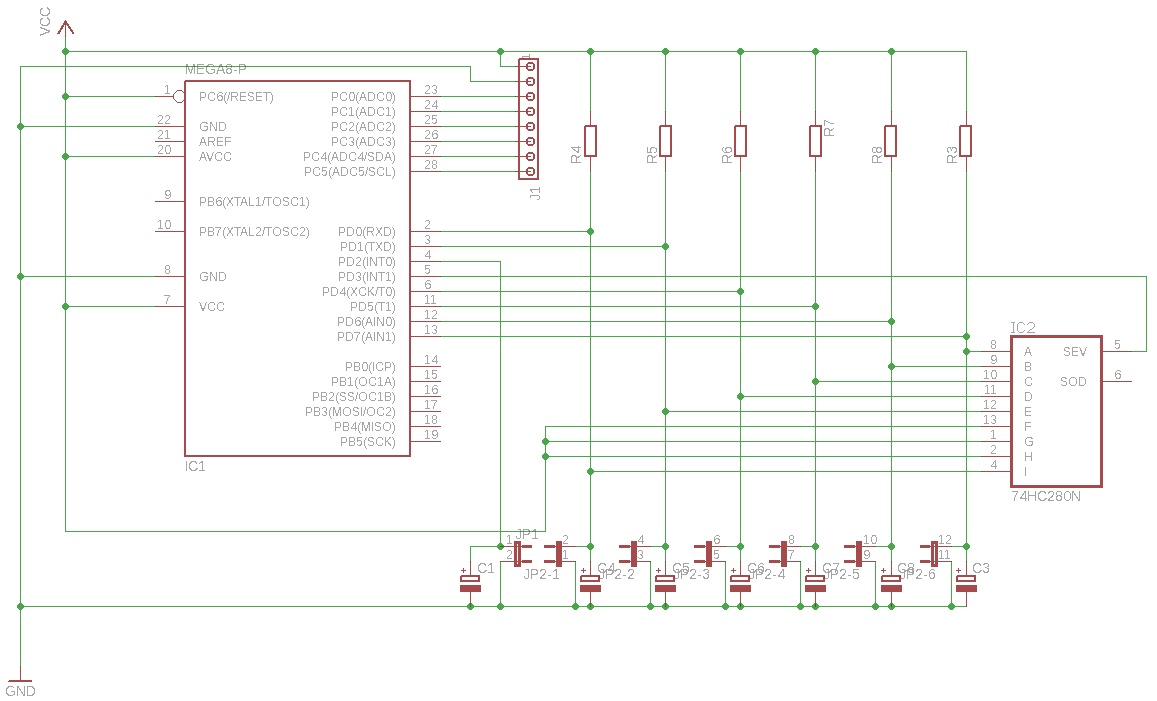 VCC
MEGA8-P
1 PC6(/RESET) PC0(ADC0) 23
PC1(ADC1) 24
22 GND PC2(ADC2) 25
21 AREF PC3(ADC3) 26
20 AVCC PC4(ADC4/SDA) 27
PC5(ADC5/SCL) 28
1
J1
R4
R5
R6
R7
R8
R3
9 PB6(XTAL1/TOSC1)
10 PB7(XTAL2/TOSC2) PD0(RXD) 2
PD1(TXD) 3
PD2(INT0) 4
8 GND PD3(INT1) 5
PD4(XCK/T0) 6
7 VCC PD5(T1) 11
PD6(AIN0) 12
PD7(AIN1) 13
PB0(ICP) 14
PB1(OC1A) 15
PB2(SS/OC1B) 16
PB3(MOSI/OC2) 17
PB4(MISO) 18
PB5(SCK) 19
IC1
IC2
8 A SEV 5
9 B
10 C SOD 6
11 D
12 E
13 F
1 G
2 H
4 I
74HC280N
JP1
1 2 4 6 8 10 12
2 1 3 5 7 9 11
C1 C4 C5 C6 C7 C8 C3
JP2-1 JP2-2 JP2-3 JP2-4 JP2-5 JP2-6
+ + + + + + +
GND